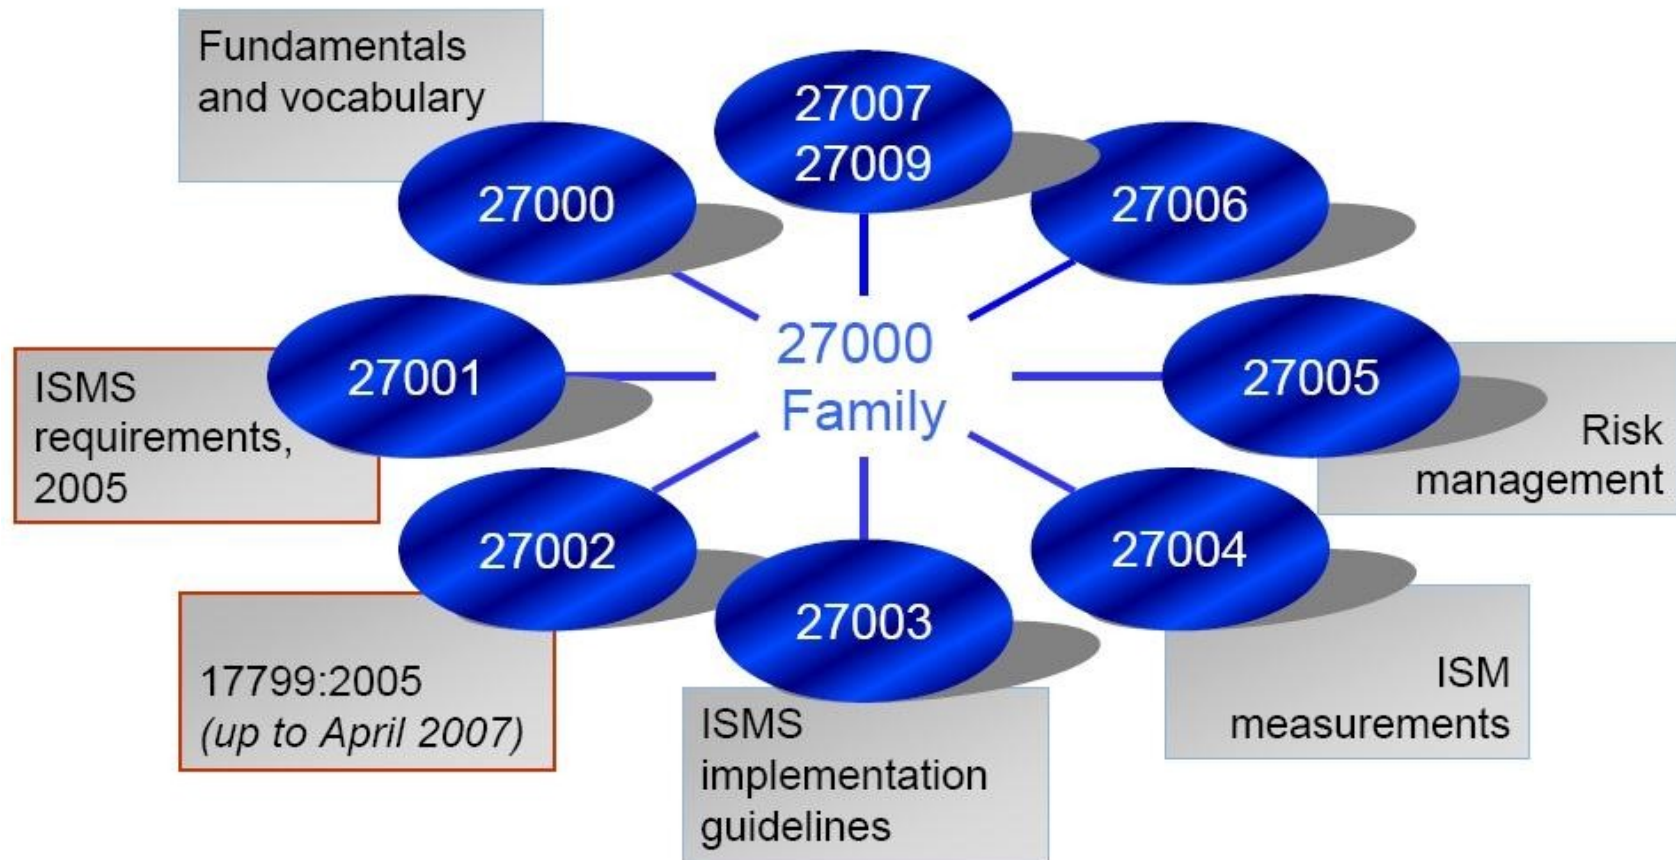 Fundamentals
and vocabulary
27000
27007
27009
27006
27001
ISMS
requirements,
2005
27000
Family
27005
Risk
management
27002
17799:2005
(up to April 2007)
27003
ISMS
implementation
guidelines
27004
ISM
measurements